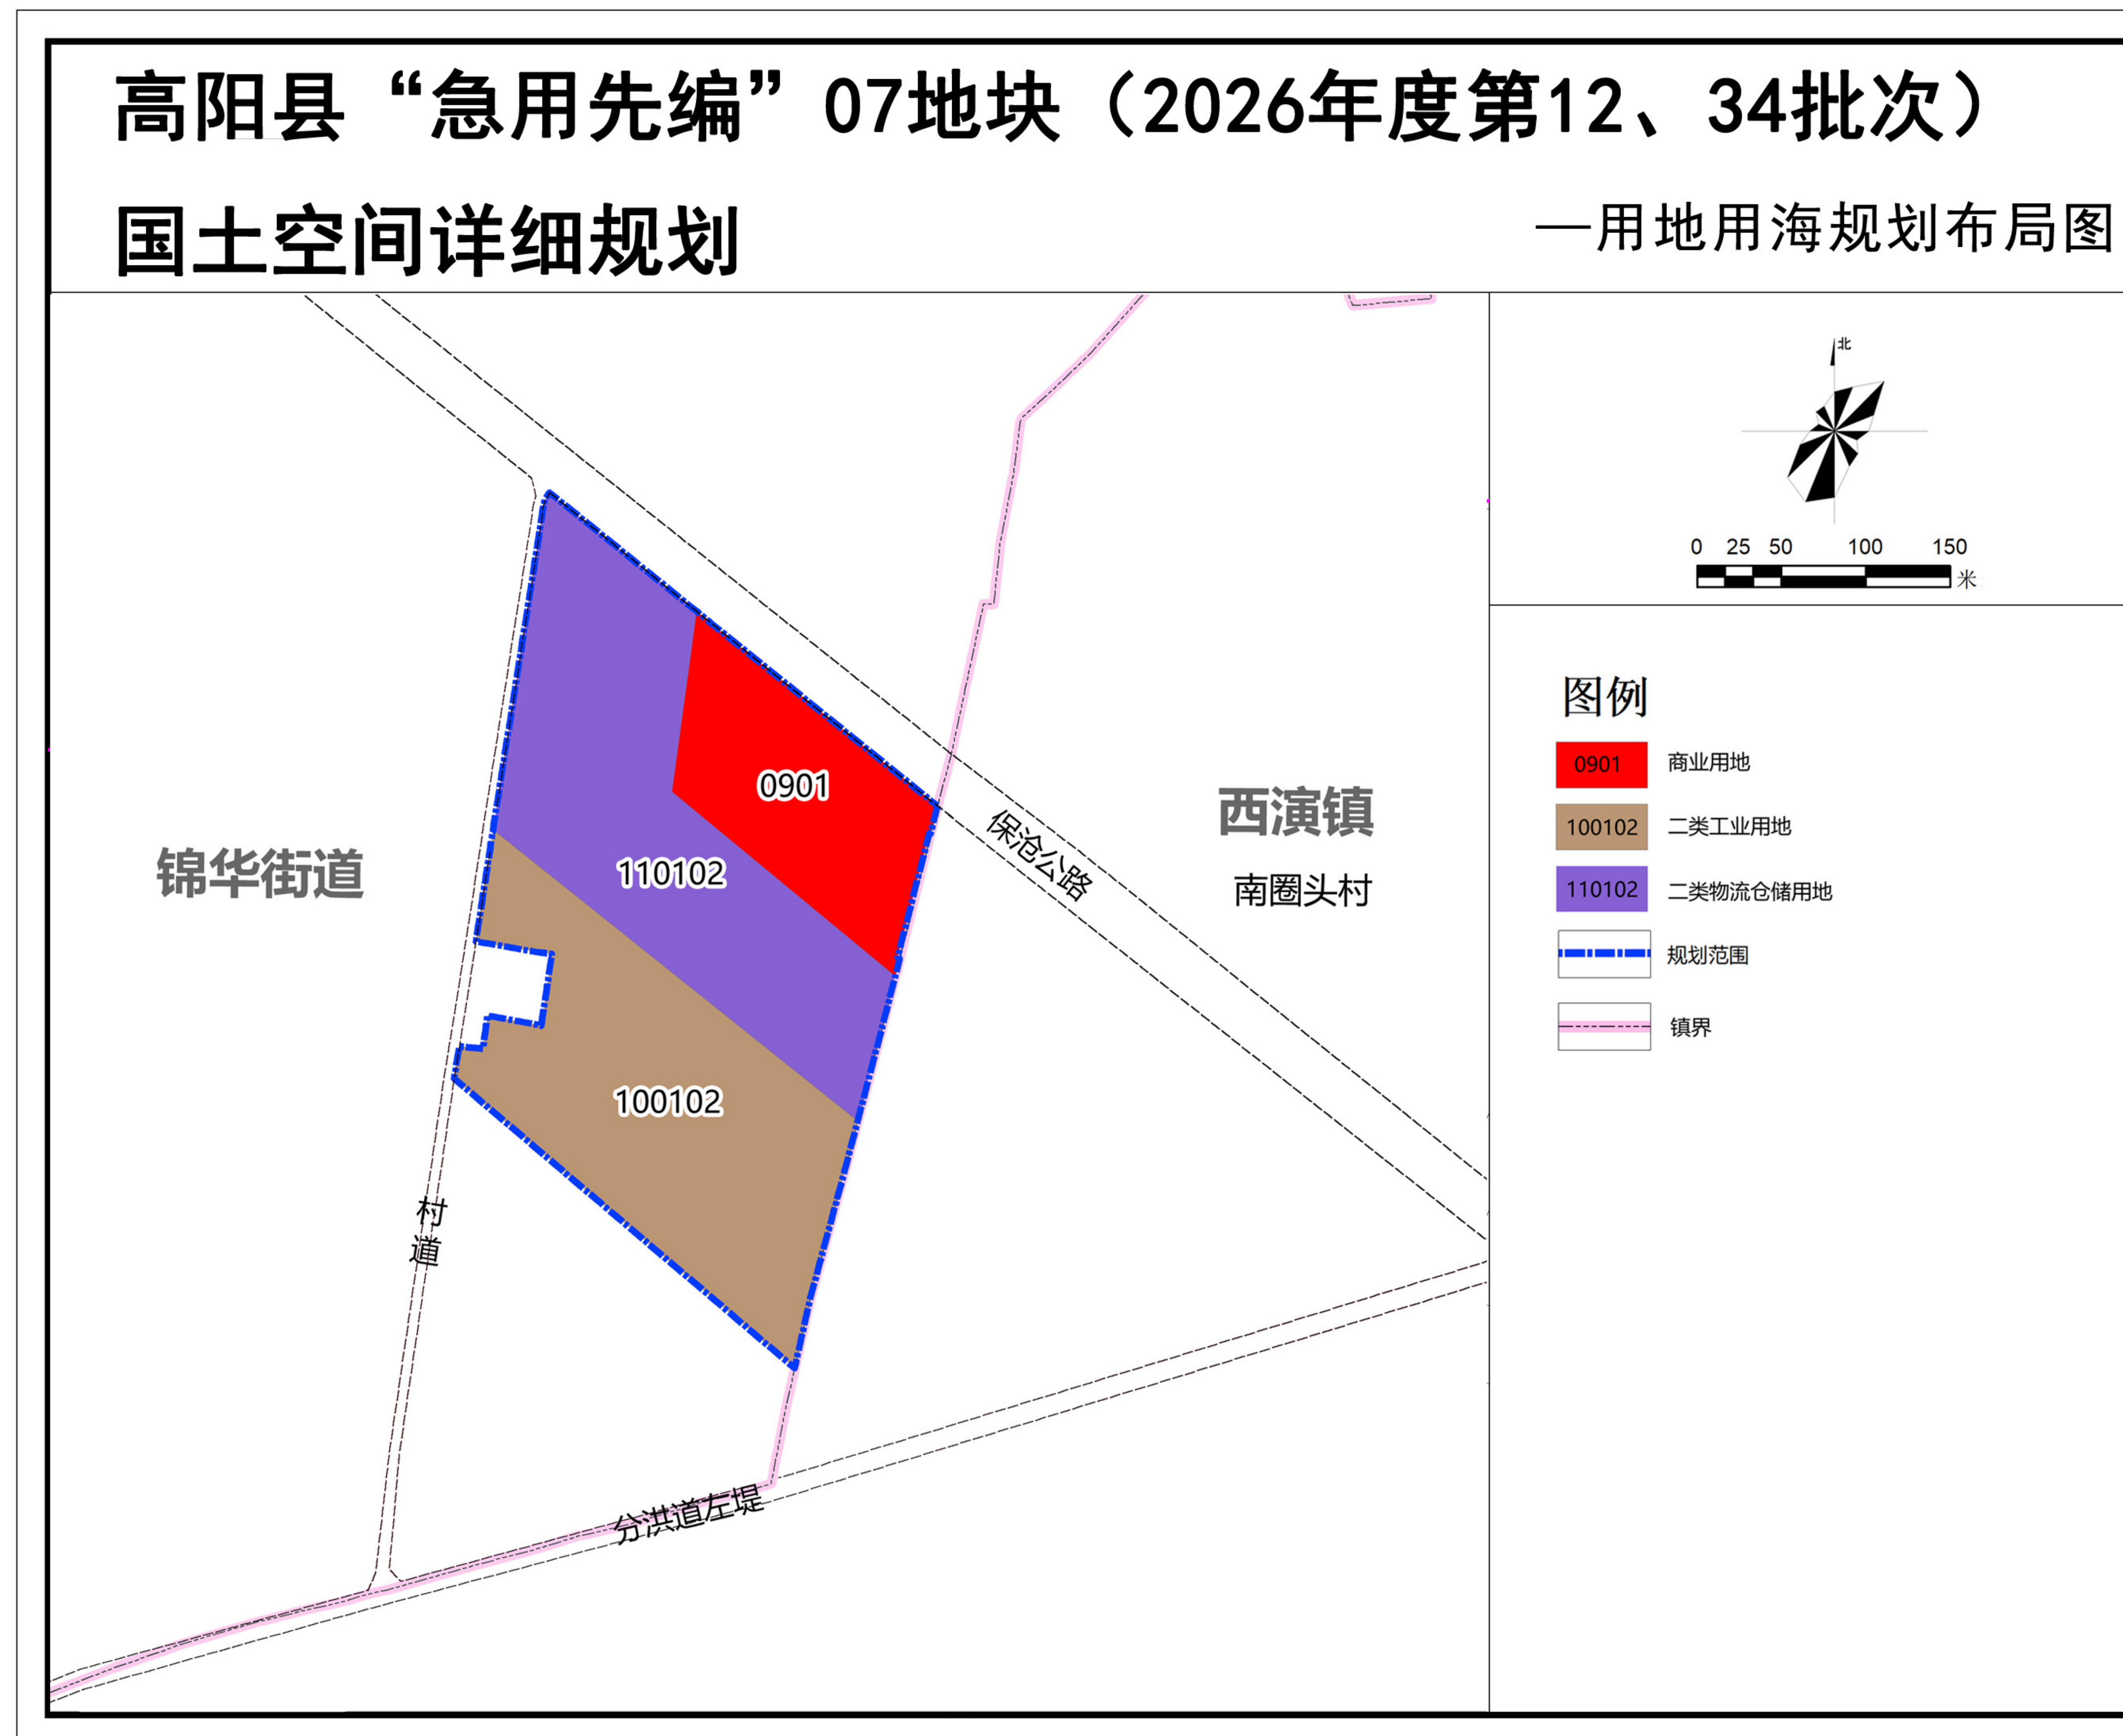 高阳县“急用先编”07地块（2026年度第12、34批次）
国土空间详细规划
—用地用海规划布局图
北
0 25 50 100 150
米
图例
0901 商业用地
100102 二类工业用地
110102 二类物流仓储用地
规划范围
镇界
0901
110102
100102
锦华街道
西演镇
南圈头村
保沧公路
村道
分洪道左堤